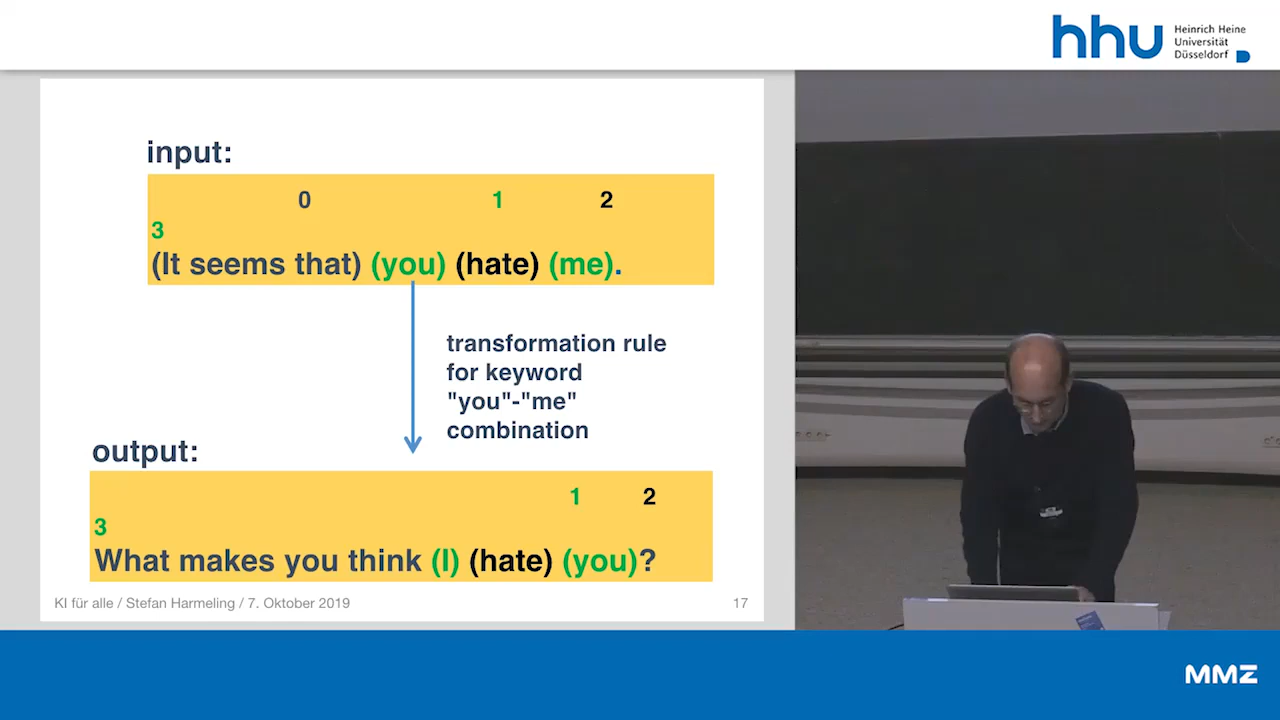 hhu
Heinrich Heine
Universität
Düsseldorf
input:
0 1 2
3
(It seems that) (you) (hate) (me).
transformation rule
for keyword
"you"-"me"
combination
output:
1 2
3
What makes you think (I) (hate) (you)?
KI für alle / Stefan Harmeling / 7. Oktober 2019 17
MMZ